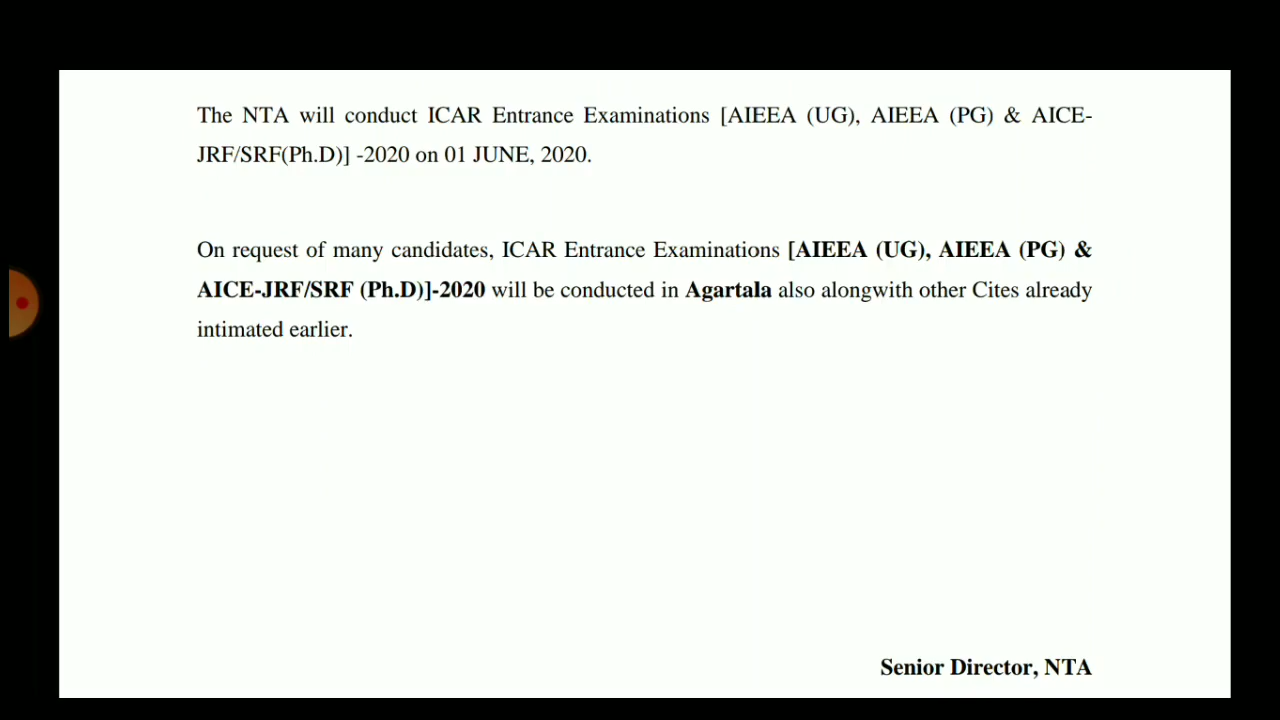 The NTA will conduct ICAR Entrance Examinations [AIEEA (UG), AIEEA (PG) & AICE-
JRF/SRF(Ph.D)] -2020 on 01 JUNE, 2020.
On request of many candidates, ICAR Entrance Examinations [AIEEA (UG), AIEEA (PG) &
AICE-JRF/SRF (Ph.D)]-2020 will be conducted in Agartala also alongwith other Cites already
intimated earlier.
Senior Director, NTA